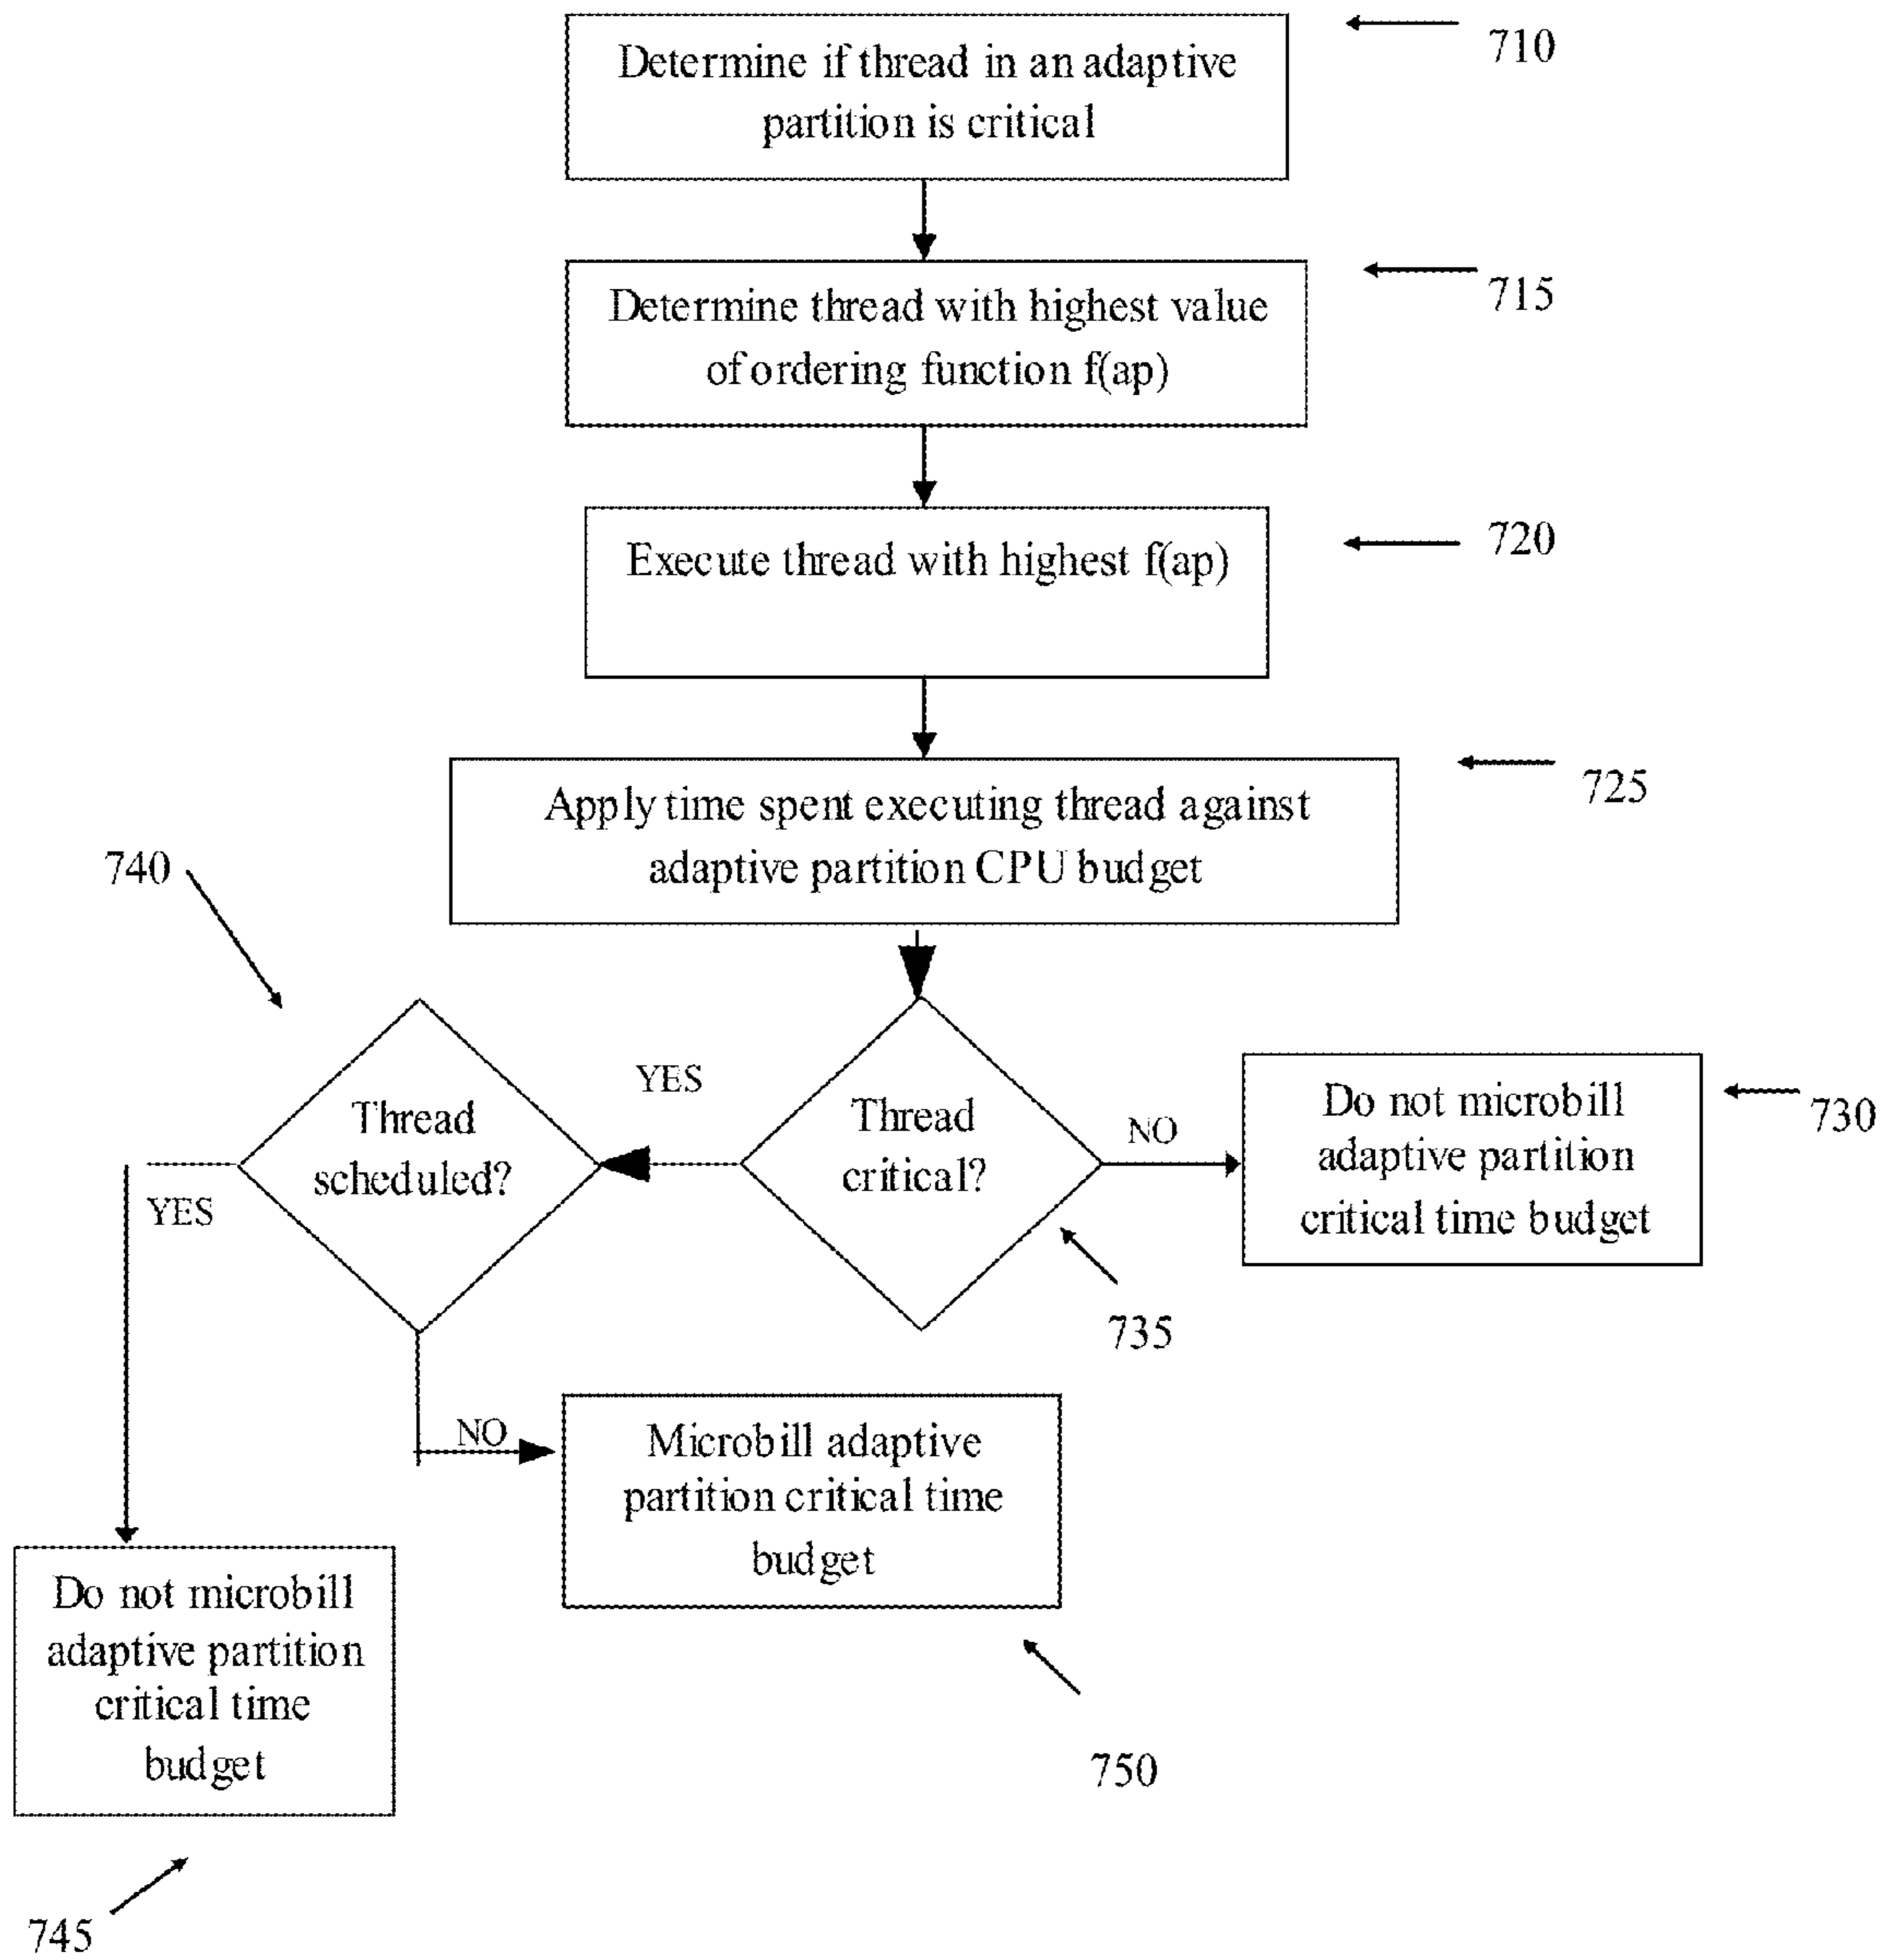 Determine if thread in an adaptive
partition is critical
710
Determine thread with highest value
of ordering function f(ap)
715
Execute thread with highest f(ap)
720
Apply time spent executing thread against
adaptive partition CPU budget
725
740
Thread
scheduled?
YES
YES
Thread
critical?
NO
Do not microbill
adaptive partition
critical time budget
730
735
NO
Microbill adaptive
partition critical time
budget
750
Do not microbill
adaptive partition
critical time
budget
745